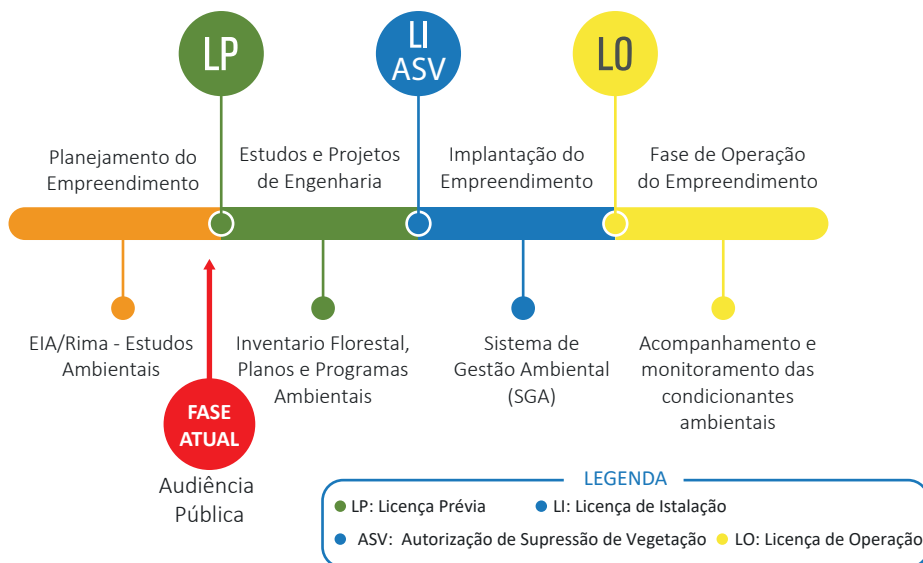 LP
LI
ASV
LO
Planejamento do
Empreendimento
Estudos e Projetos
de Engenharia
Implantação do
Empreendimento
Fase de Operação
do Empreendimento
EIA/Rima - Estudos
Ambientais
Inventario Florestal,
Planos e Programas
Ambientais
Sistema de
Gestão Ambiental
(SGA)
Acompanhamento e
monitoramento das
condicionantes
ambientais
FASE
ATUAL
Audiência
Pública
LEGENDA
LP: Licença Prévia
LI: Licença de Istalação
ASV: Autorização de Supressão de Vegetação
LO: Licença de Operação